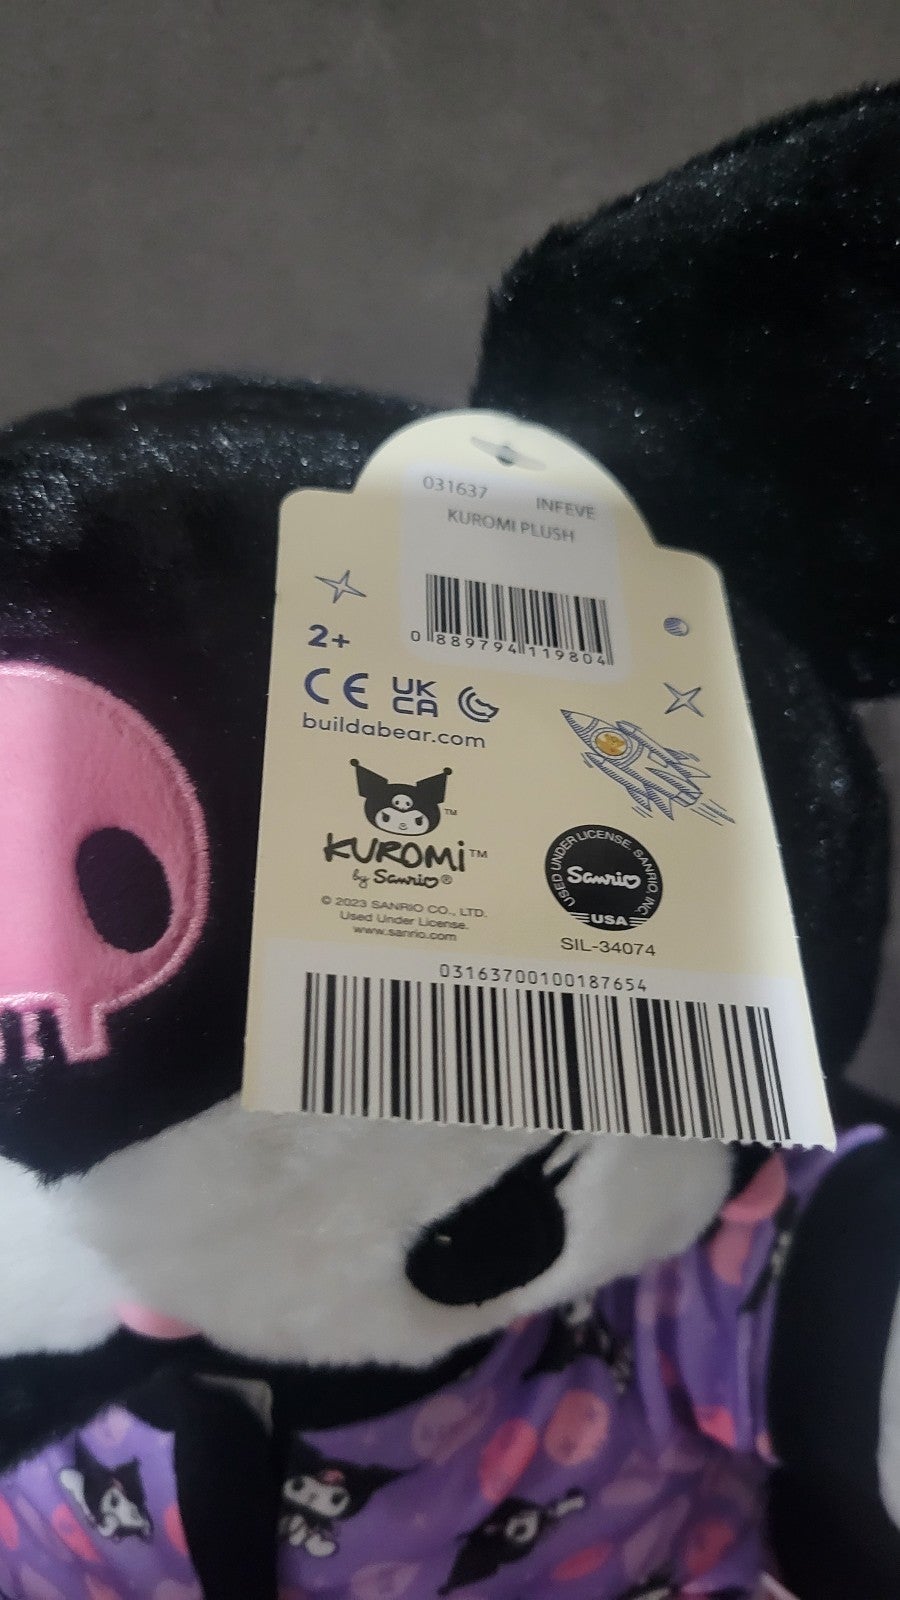 031637 INFEVE
KUROMI PLUSH
0 889794 119804
2+
CE UK CA
buildabear.com
KUROMi™
by Sanrio®
© 2023 SANRIO CO., LTD.
Used Under License.
www.sanrio.com
USED UNDER LICENSE. SANRIO, INC.
Sanrio
USA
SIL-34074
03163700100187654